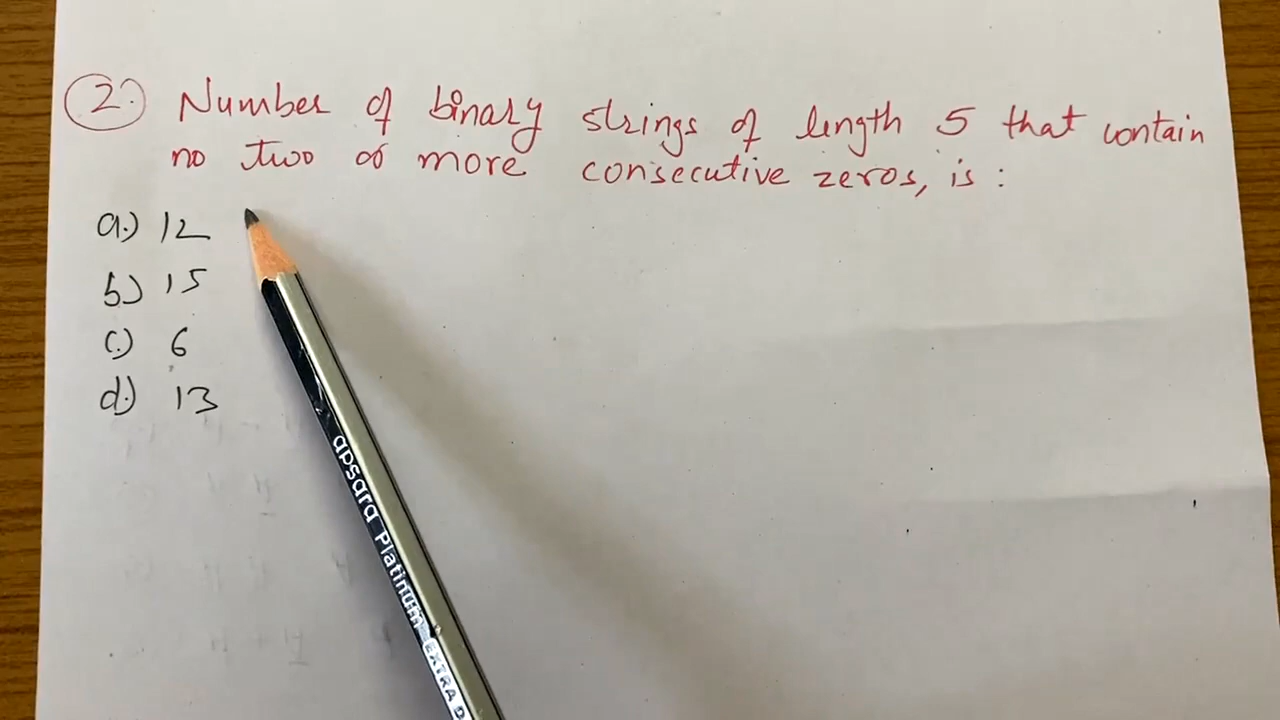 2. Number of binary strings of length 5 that contain
no two or more consecutive zeros, is :
a.) 12
b) 15
c.) 6
d.) 13
apsara Platinum EXTRA D